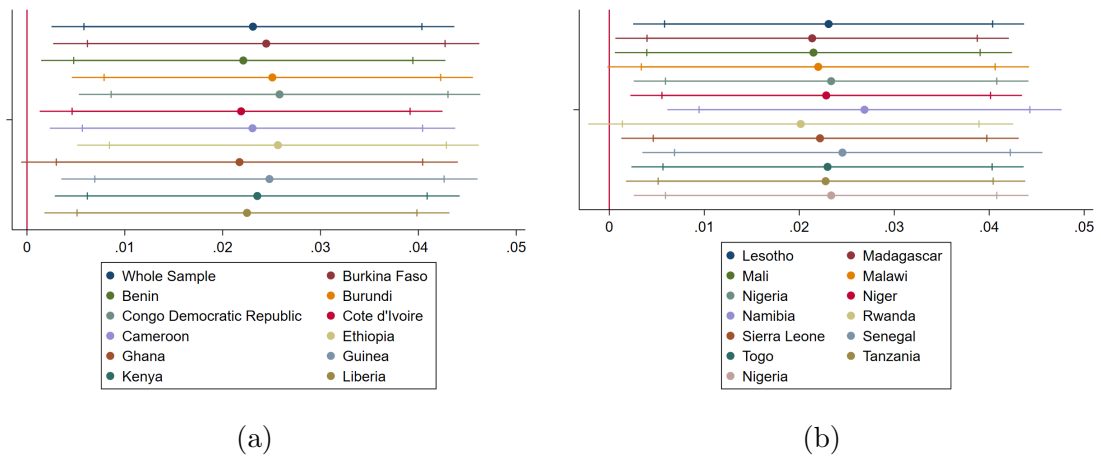 0 .01 .02 .03 .04 .05
Whole Sample Burkina Faso
Benin Burundi
Congo Democratic Republic Cote d'Ivoire
Cameroon Ethiopia
Ghana Guinea
Kenya Liberia
(a)
0 .01 .02 .03 .04 .05
Lesotho Madagascar
Mali Malawi
Nigeria Niger
Namibia Rwanda
Sierra Leone Senegal
Togo Tanzania
Nigeria
(b)